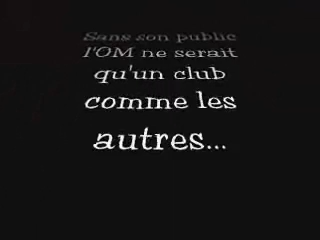 Sans son public
l'OM ne serait
qu'un club
comme les
autres...